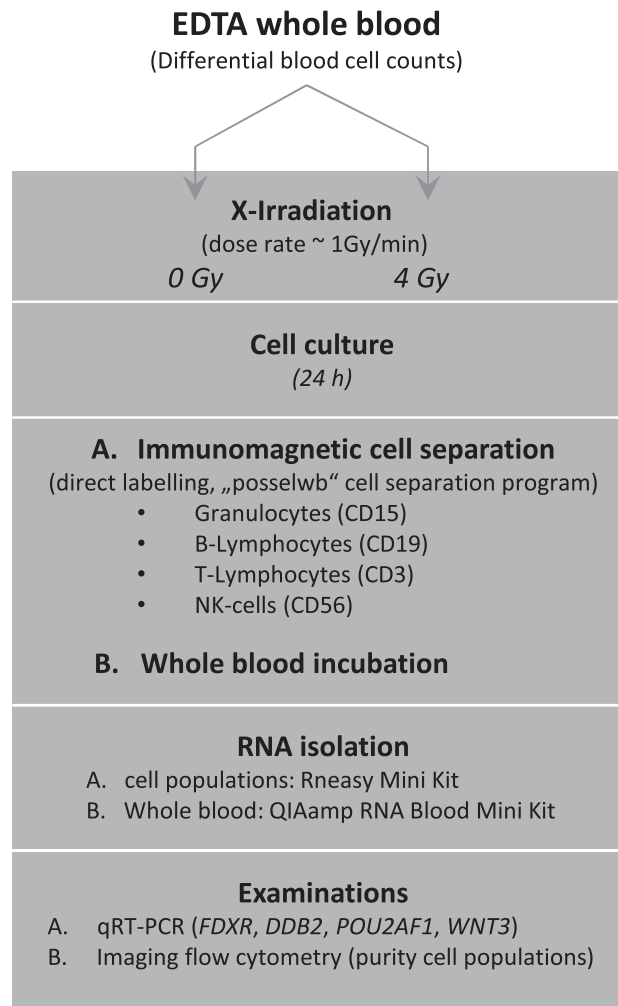 EDTA whole blood
(Differential blood cell counts)
X-Irradiation
(dose rate ~ 1Gy/min)
0 Gy 4 Gy
Cell culture
(24 h)
A. Immunomagnetic cell separation
(direct labelling, „posselwb“ cell separation program)
• Granulocytes (CD15)
• B-Lymphocytes (CD19)
• T-Lymphocytes (CD3)
• NK-cells (CD56)
B. Whole blood incubation
RNA isolation
A. cell populations: Rneasy Mini Kit
B. Whole blood: QIAamp RNA Blood Mini Kit
Examinations
A. qRT-PCR (FDXR, DDB2, POU2AF1, WNT3)
B. Imaging flow cytometry (purity cell populations)